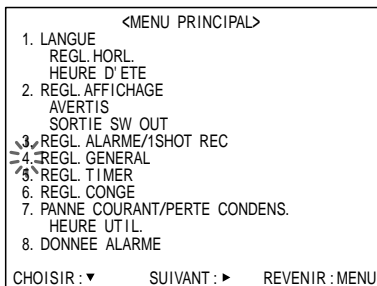 <MENU PRINCIPAL>
1. LANGUE
REGL. HORL.
HEURE D'ETE
2. REGL. AFFICHAGE
AVERTIS
SORTIE SW OUT
3. REGL. ALARME/1SHOT REC
4. REGL. GENERAL
5. REGL. TIMER
6. REGL. CONGE
7. PANNE COURANT/PERTE CONDENS.
HEURE UTIL.
8. DONNEE ALARME
CHOISIR : ▼ SUIVANT : ► REVENIR : MENU